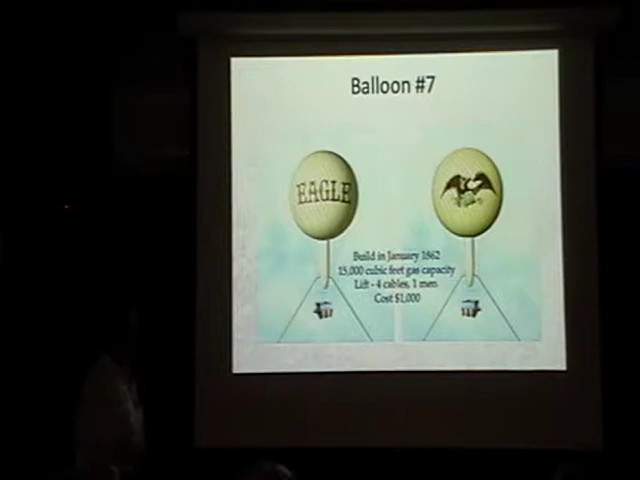 Balloon #7
EAGLE
Build in January 1862
15,000 cubic feet gas capacity
Lift - 4 cables, 1 men
Cost $1,000